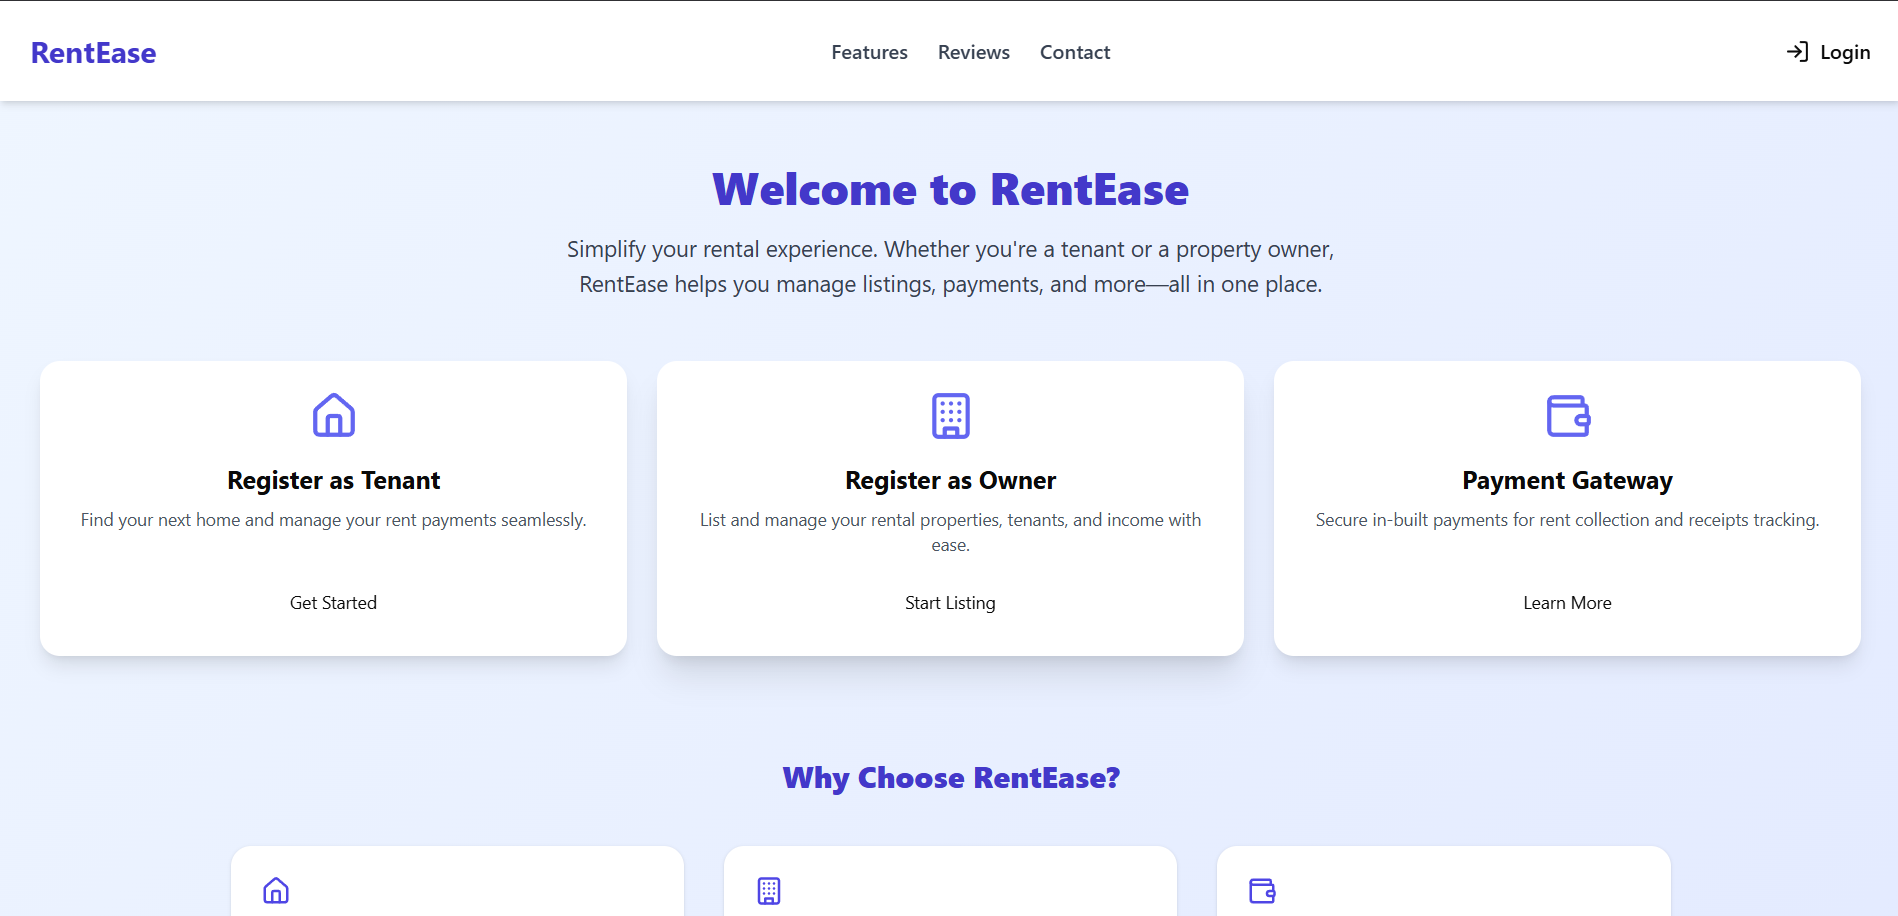 RentEase
Features
Reviews
Contact
Login
Welcome to RentEase
Simplify your rental experience. Whether you're a tenant or a property owner,
RentEase helps you manage listings, payments, and more—all in one place.
Register as Tenant
Find your next home and manage your rent payments seamlessly.
Get Started
Register as Owner
List and manage your rental properties, tenants, and income with
ease.
Start Listing
Payment Gateway
Secure in-built payments for rent collection and receipts tracking.
Learn More
Why Choose RentEase?